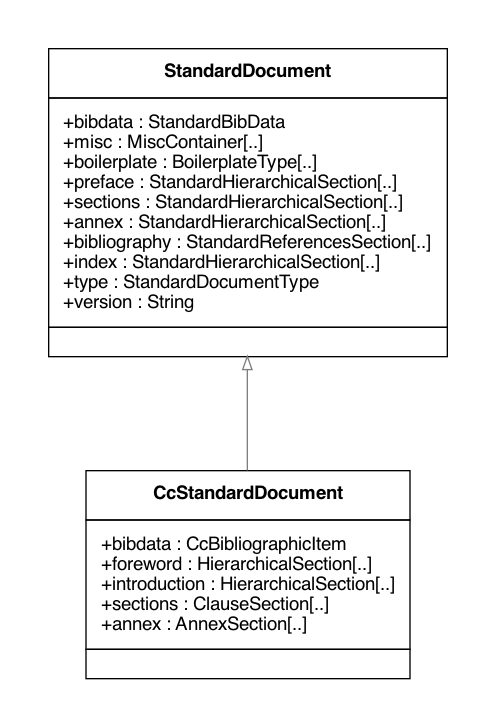 StandardDocument
+bibdata : StandardBibData
+misc : MiscContainer[..]
+boilerplate : BoilerplateType[..]
+preface : StandardHierarchicalSection[..]
+sections : StandardHierarchicalSection[..]
+annex : StandardHierarchicalSection[..]
+bibliography : StandardReferencesSection[..]
+index : StandardHierarchicalSection[..]
+type : StandardDocumentType
+version : String
CcStandardDocument
+bibdata : CcBibliographicItem
+foreword : HierarchicalSection[..]
+introduction : HierarchicalSection[..]
+sections : ClauseSection[..]
+annex : AnnexSection[..]